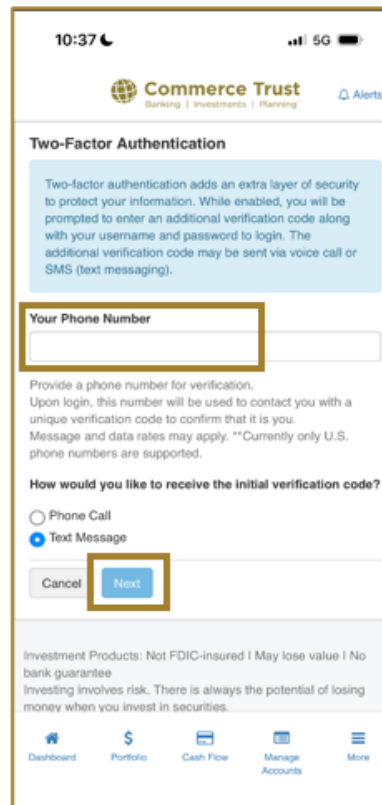 10:37 5G
Commerce Trust
Banking | Investments | Planning
Alerts
Two-Factor Authentication
Two-factor authentication adds an extra layer of security
to protect your information. While enabled, you will be
prompted to enter an additional verification code along
with your username and password to login. The
additional verification code may be sent via voice call or
SMS (text messaging).
Your Phone Number
Provide a phone number for verification.
Upon login, this number will be used to contact you with a
unique verification code to confirm that it is you.
Message and data rates may apply. **Currently only U.S.
phone numbers are supported.
How would you like to receive the initial verification code?
Phone Call
Text Message
Cancel Next
Investment Products: Not FDIC-insured I May lose value I No
bank guarantee
Investing involves risk. There is always the potential of losing
money when you invest in securities.
Dashboard Portfolio Cash Flow Manage More
Accounts